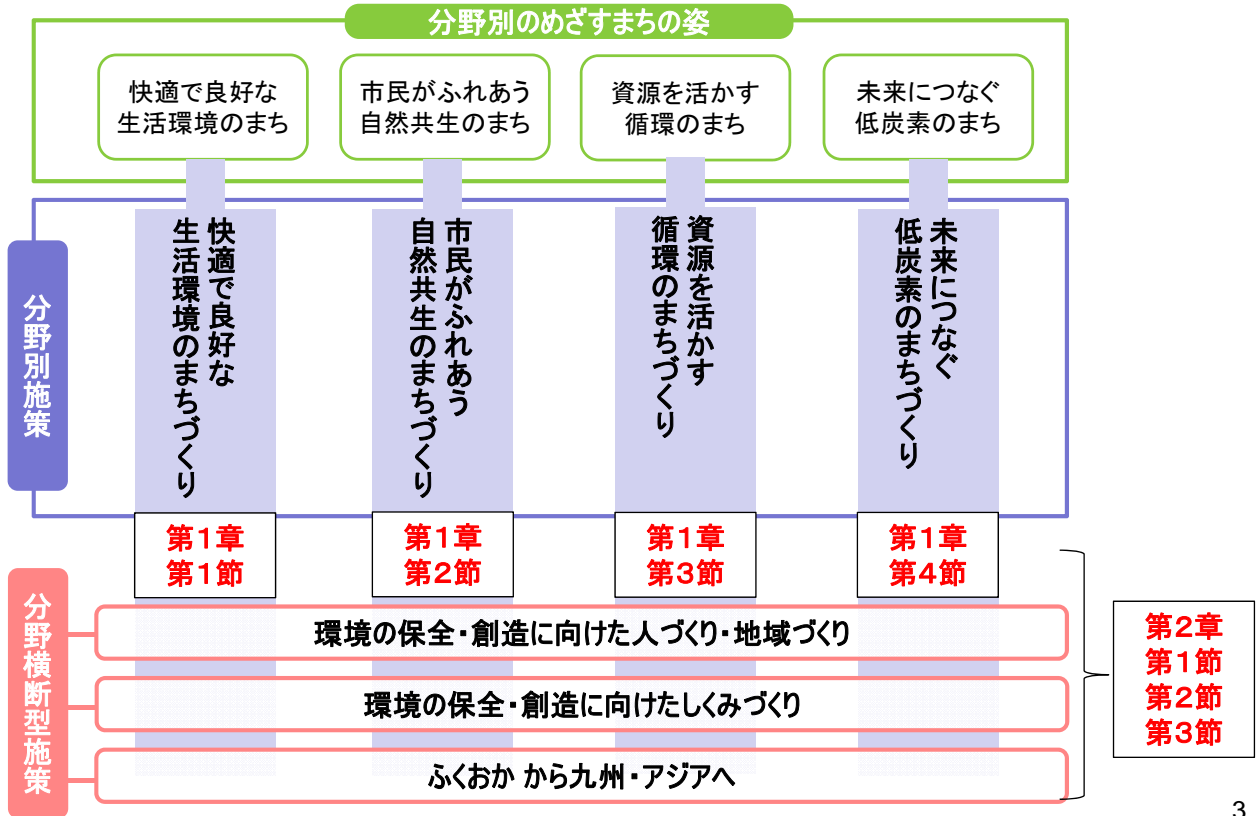 分野別のめざすまちの姿
快適で良好な
生活環境のまち
市民がふれあう
自然共生のまち
資源を活かす
循環のまち
未来につなぐ
低炭素のまち
分野別施策
快適で良好な
生活環境のまちづくり
市民がふれあう
自然共生のまちづくり
資源を活かす
循環のまちづくり
未来につなぐ
低炭素のまちづくり
第1章
第1節
第1章
第2節
第1章
第3節
第1章
第4節
分野横断型施策
環境の保全・創造に向けた人づくり・地域づくり
環境の保全・創造に向けたしくみづくり
ふくおか から九州・アジアへ
第2章
第1節
第2節
第3節
3